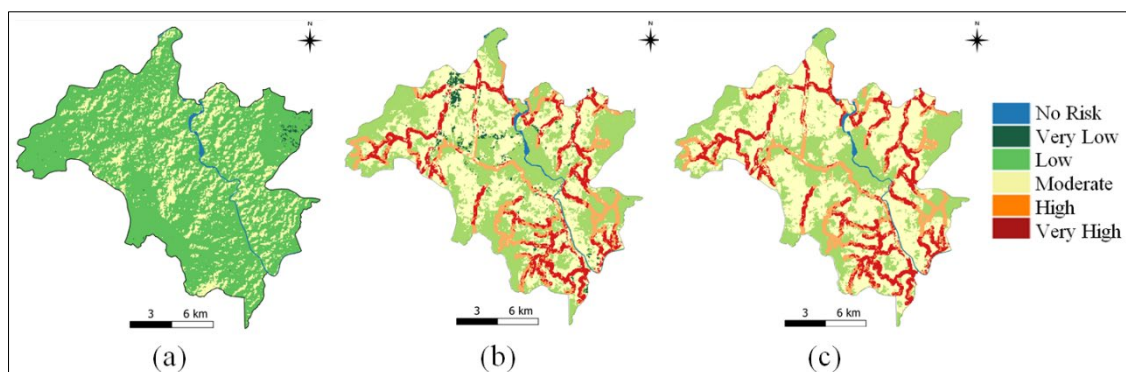 N
N
N
No Risk
Very Low
Low
Moderate
High
Very High
3 6 km
3 6 km
3 6 km
(a)
(b)
(c)